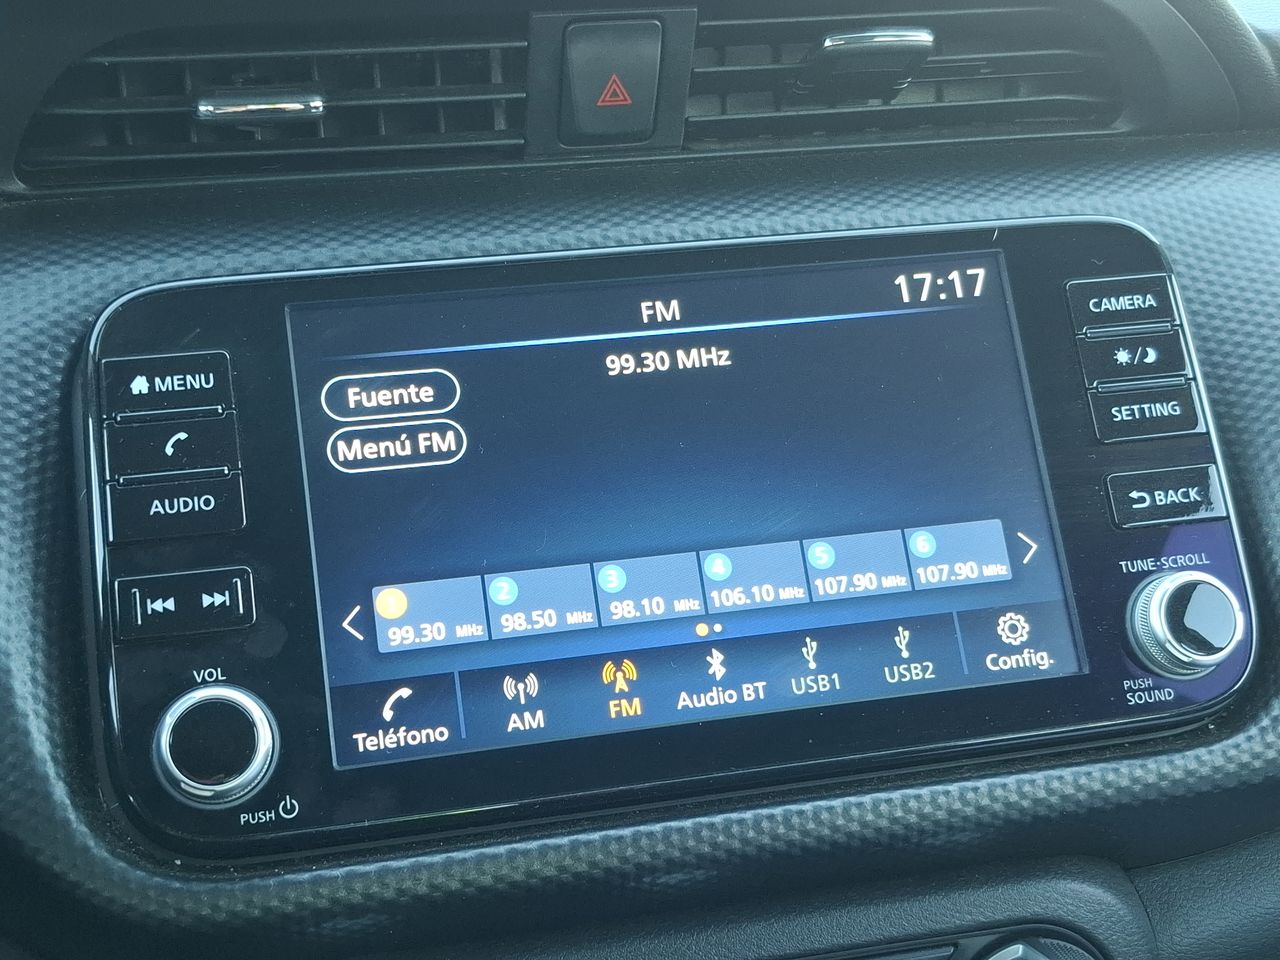 FM
17:17
99.30 MHz
Fuente
Menú FM
1
99.30 MHz
2
98.50 MHz
3
98.10 MHz
4
106.10 MHz
5
107.90 MHz
6
107.90 MHz
Teléfono
AM
FM
Audio BT
USB1
USB2
Config.
MENU
AUDIO
VOL
PUSH
CAMERA
/
SETTING
BACK
TUNE·SCROLL
PUSH
SOUND